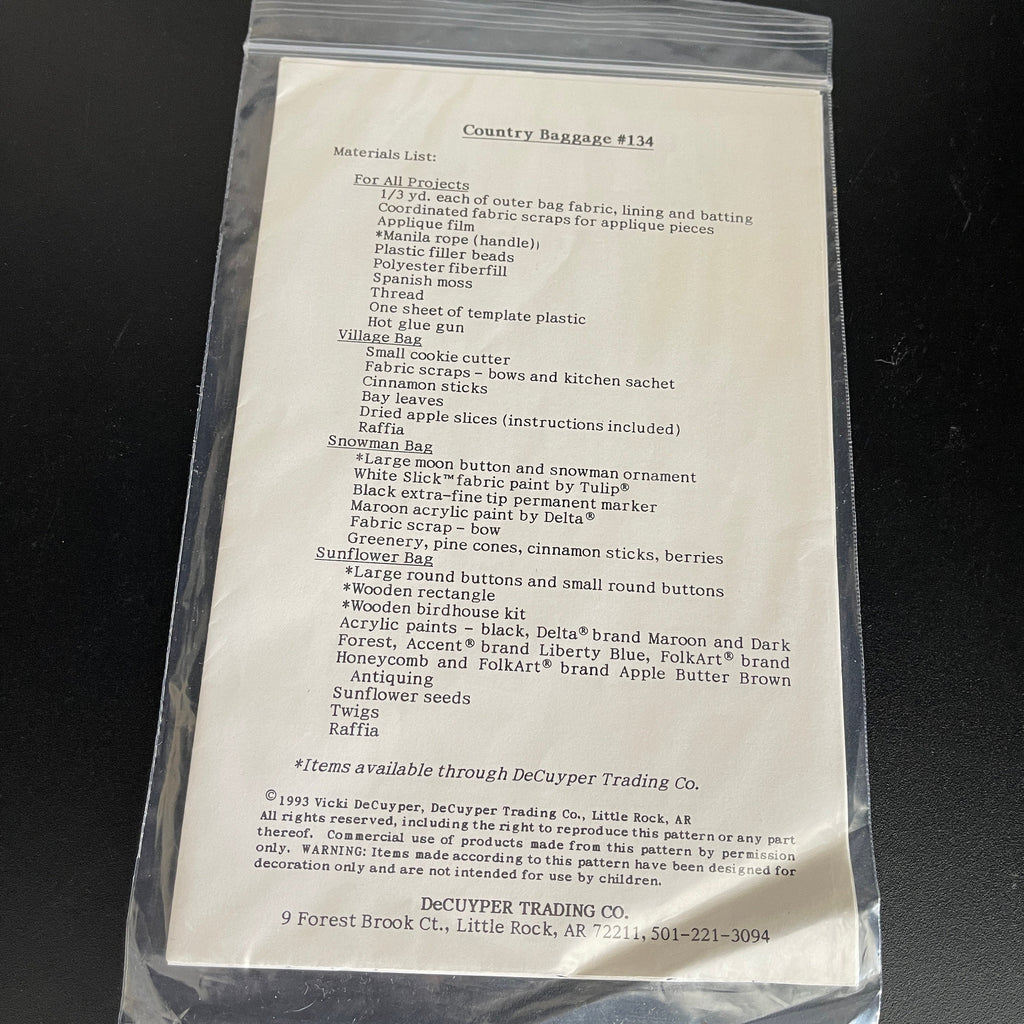 Country Baggage #134
Materials List:
For All Projects
1/3 yd. each of outer bag fabric, lining and batting
Coordinated fabric scraps for applique pieces
Applique film
*Manila rope (handle))
Plastic filler beads
Polyester fiberfill
Spanish moss
Thread
One sheet of template plastic
Hot glue gun
Village Bag
Small cookie cutter
Fabric scraps - bows and kitchen sachet
Cinnamon sticks
Bay leaves
Dried apple slices (instructions included)
Raffia
Snowman Bag
*Large moon button and snowman ornament
White Slick™ fabric paint by Tulip®
Black extra-fine tip permanent marker
Maroon acrylic paint by Delta®
Fabric scrap - bow
Greenery, pine cones, cinnamon sticks, berries
Sunflower Bag
*Large round buttons and small round buttons
*Wooden rectangle
*Wooden birdhouse kit
Acrylic paints - black, Delta® brand Maroon and Dark
Forest, Accent® brand Liberty Blue, FolkArt® brand
Honeycomb and FolkArt® brand Apple Butter Brown
Antiquing
Sunflower seeds
Twigs
Raffia
*Items available through DeCuyper Trading Co.
©1993 Vicki DeCuyper, DeCuyper Trading Co., Little Rock, AR
All rights reserved, including the right to reproduce this pattern or any part
thereof. Commercial use of products made from this pattern by permission
only. WARNING: Items made according to this pattern have been designed for
decoration only and are not intended for use by children.
DeCUYPER TRADING CO.
9 Forest Brook Ct., Little Rock, AR 72211, 501-221-3094